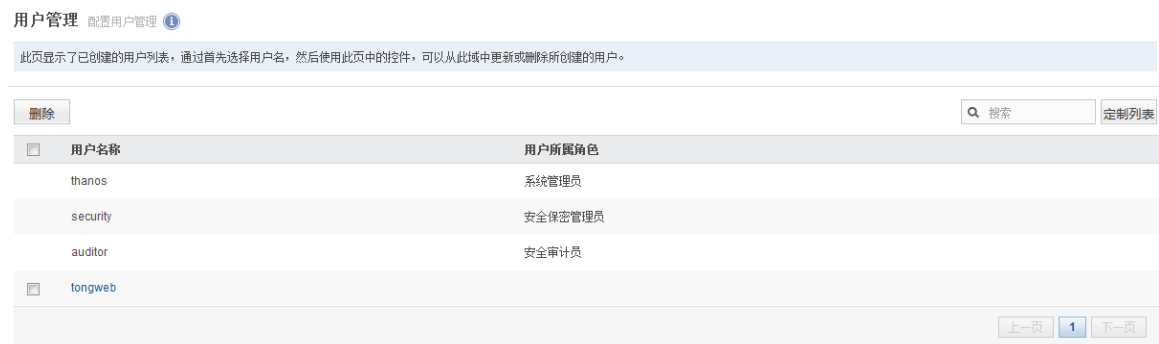 用户管理 配置用户管理
此页显示了已创建的用户列表，通过首先选择用户名，然后使用此页中的控件，可以从此域中更新或删除所创建的用户。
删除 搜索 定制列表
用户名称 用户所属角色
thanos 系统管理员
security 安全保密管理员
auditor 安全审计员
tongweb
上一页 1 下一页